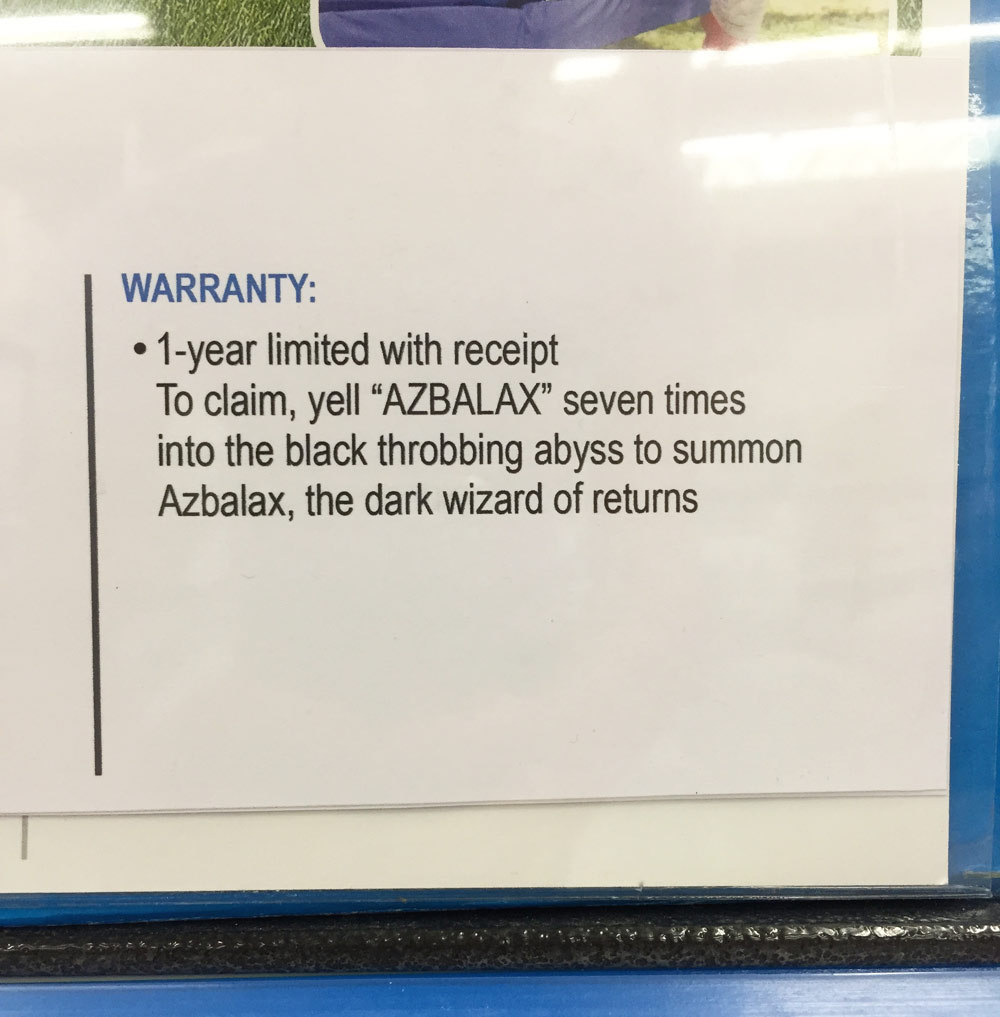 WARRANTY:
• 1-year limited with receipt
To claim, yell “AZBALAX” seven times
into the black throbbing abyss to summon
Azbalax, the dark wizard of returns